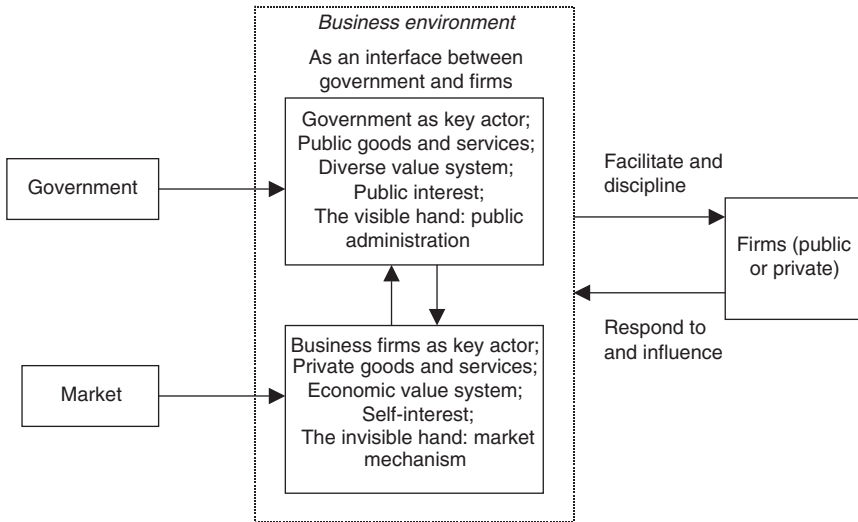 Business environment
As an interface between
government and firms
Government as key actor;
Public goods and services;
Diverse value system;
Public interest;
The visible hand: public
administration
Government
Facilitate and
discipline
Firms (public
or private)
Respond to
and influence
Business firms as key actor;
Private goods and services;
Economic value system;
Self-interest;
The invisible hand: market
mechanism
Market